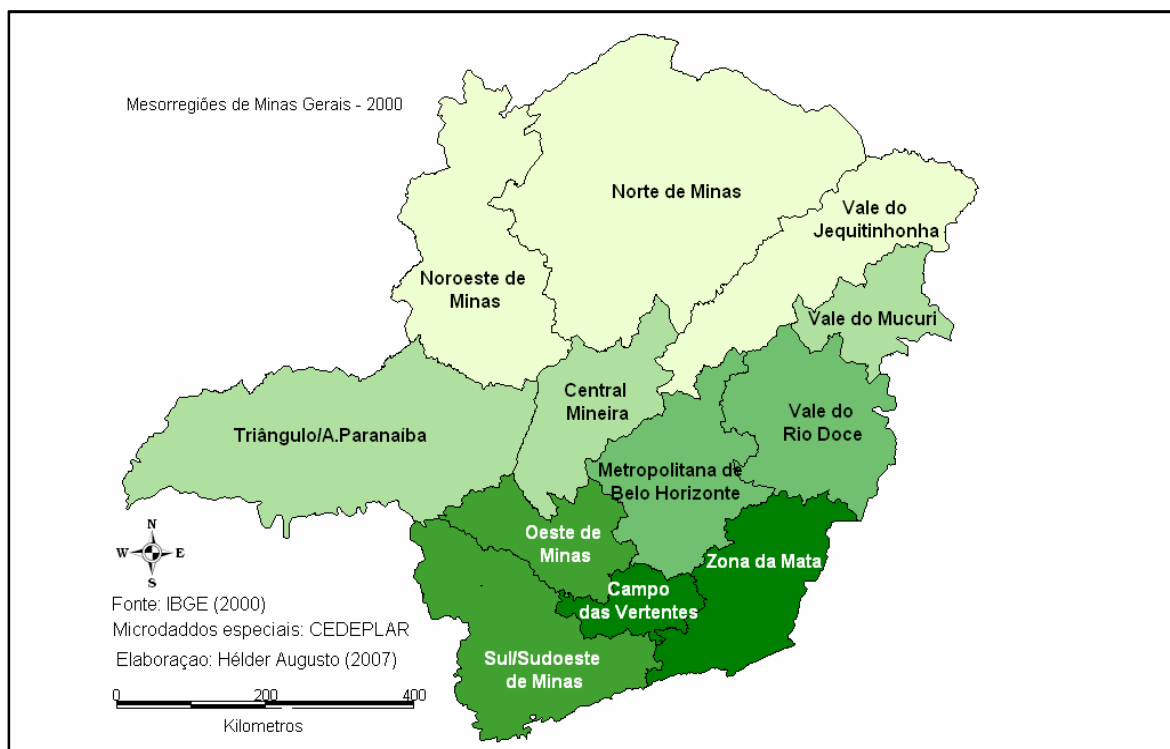 Mesorregiões de Minas Gerais - 2000
Norte de Minas
Vale do
Jequitinhonha
Noroeste de
Minas
Vale do Mucuri
Central
Mineira
Triângulo/A.Paranaíba
Vale do
Rio Doce
Metropolitana de
Belo Horizonte
Oeste de
Minas
Zona da Mata
Campo
das Vertentes
Sul/Sudoeste
de Minas
N
W E
S
Fonte: IBGE (2000)
Microdaddos especiais: CEDEPLAR
Elaboraçao: Hélder Augusto (2007)
0 200 400
Kilometros